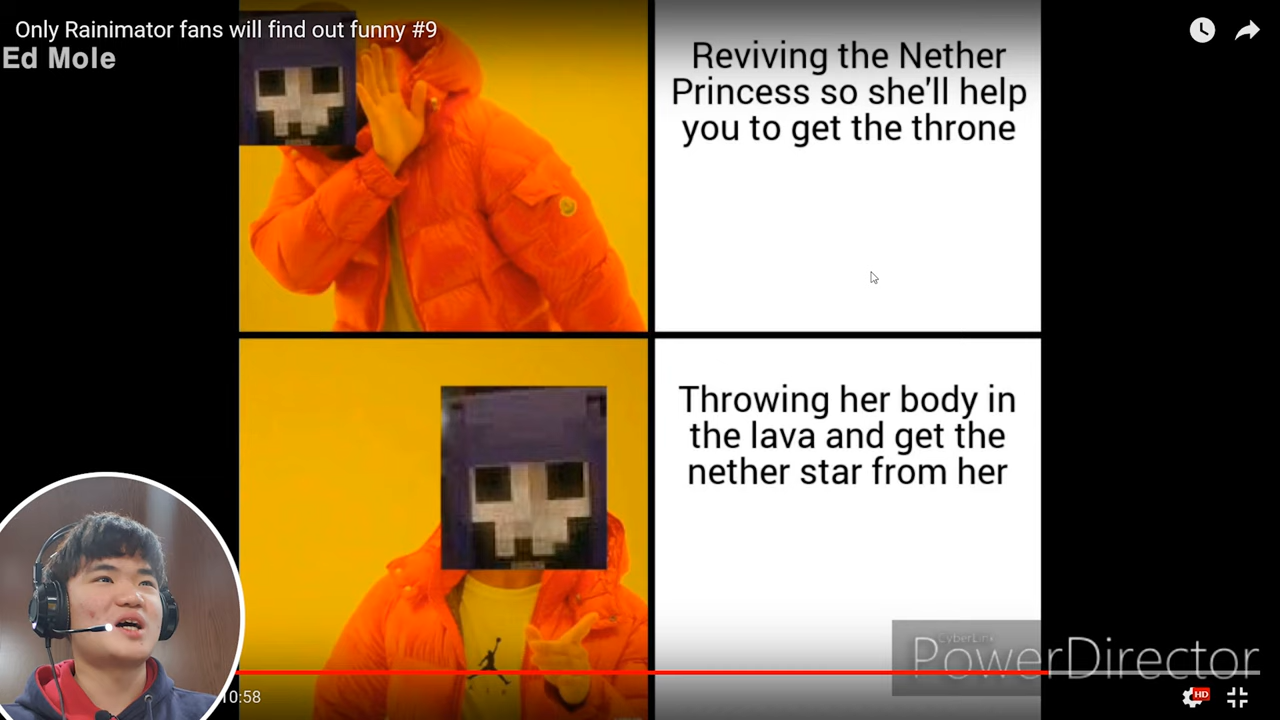 Only Rainimator fans will find out funny #9
Ed Mole
Reviving the Nether
Princess so she'll help
you to get the throne
Throwing her body in
the lava and get the
nether star from her
CyberLink
PowerDirector
10:58
HD